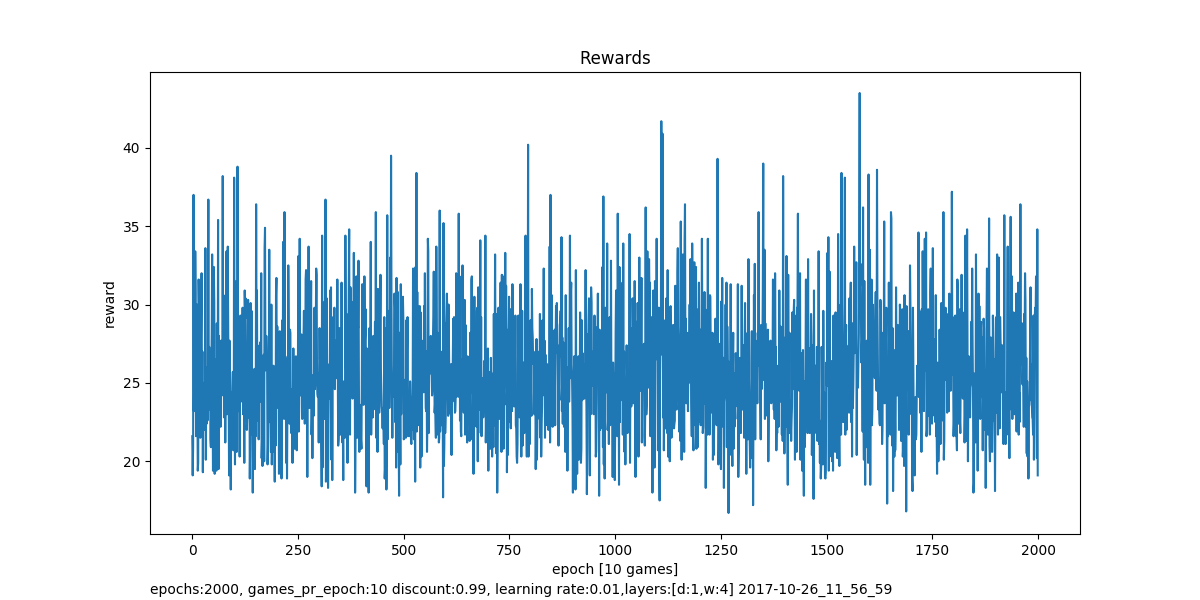 Rewards
reward
40
35
30
25
20
0 250 500 750 1000 1250 1500 1750 2000
epoch [10 games]
epochs:2000, games_pr_epoch:10 discount:0.99, learning rate:0.01,layers:[d:1,w:4] 2017-10-26_11_56_59